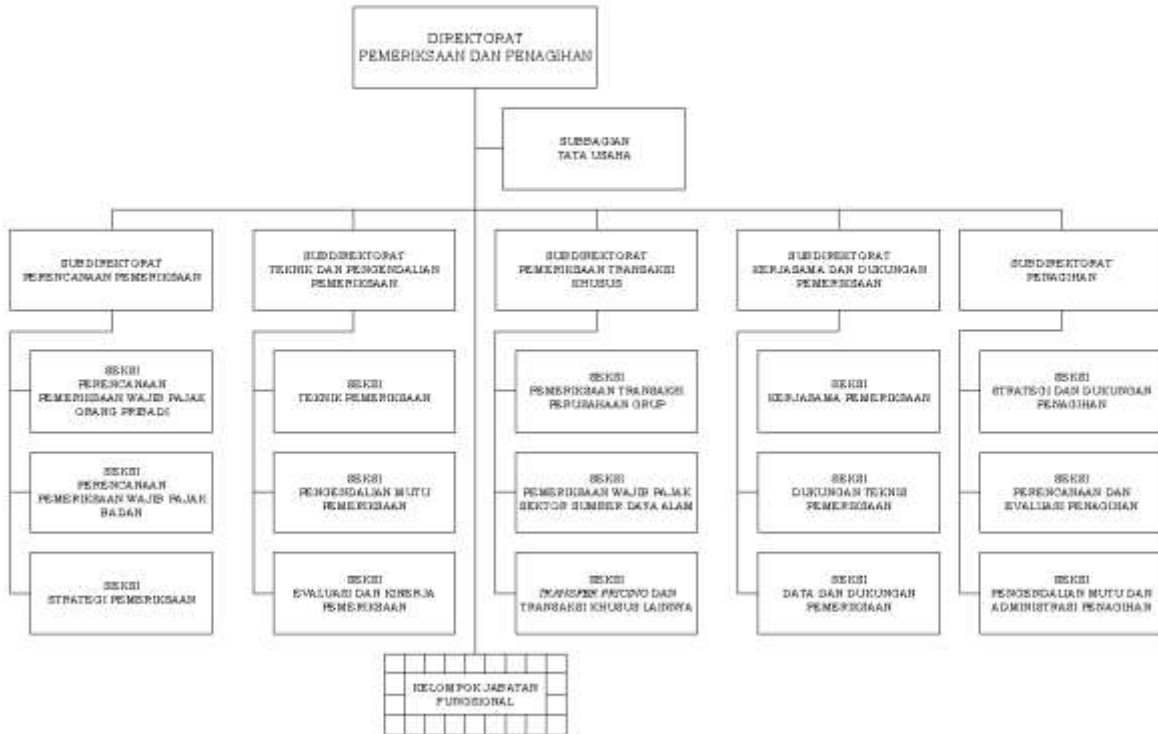 DIREKTORAT
PEMERIKSAAN DAN PENAGIHAN
SUBBAGIAN
TATA USAHA
SUBDIREKTORAT
PERENCANAAN PEMERIKSAAN
SUBDIREKTORAT
TEKNIK DAN PENGENDALIAN
PEMERIKSAAN
SUBDIREKTORAT
PEMERIKSAAN TRANSAKSI
KHUSUS
SUBDIREKTORAT
KERJASAMA DAN DUKUNGAN
PEMERIKSAAN
SUBDIREKTORAT
PENAGIHAN
SEKSI
PERENCANAAN
PEMERIKSAAN WAJIB PAJAK
ORANG PRIBADI
SEKSI
TEKNIK PEMERIKSAAN
SEKSI
PEMERIKSAAN TRANSAKSI
PERUSAHAAN GRUP
SEKSI
KERJASAMA PEMERIKSAAN
SEKSI
STRATEGI DAN DUKUNGAN
PENAGIHAN
SEKSI
PERENCANAAN
PEMERIKSAAN WAJIB PAJAK
BADAN
SEKSI
PENGENDALIAN MUTU
PEMERIKSAAN
SEKSI
PEMERIKSAAN WAJIB PAJAK
SEKTOR SUMBER DAYA ALAM
SEKSI
DUKUNGAN TEKNIS
PEMERIKSAAN
SEKSI
PERENCANAAN DAN
EVALUASI PENAGIHAN
SEKSI
STRATEGI PEMERIKSAAN
SEKSI
EVALUASI DAN KINERJA
PEMERIKSAAN
SEKSI
TRANSFER PRICING DAN
TRANSAKSI KHUSUS LAINNYA
SEKSI
DATA DAN DUKUNGAN
PEMERIKSAAN
SEKSI
PENGENDALIAN MUTU DAN
ADMINISTRASI PENAGIHAN
KELOMPOK JABATAN
FUNGSIONAL